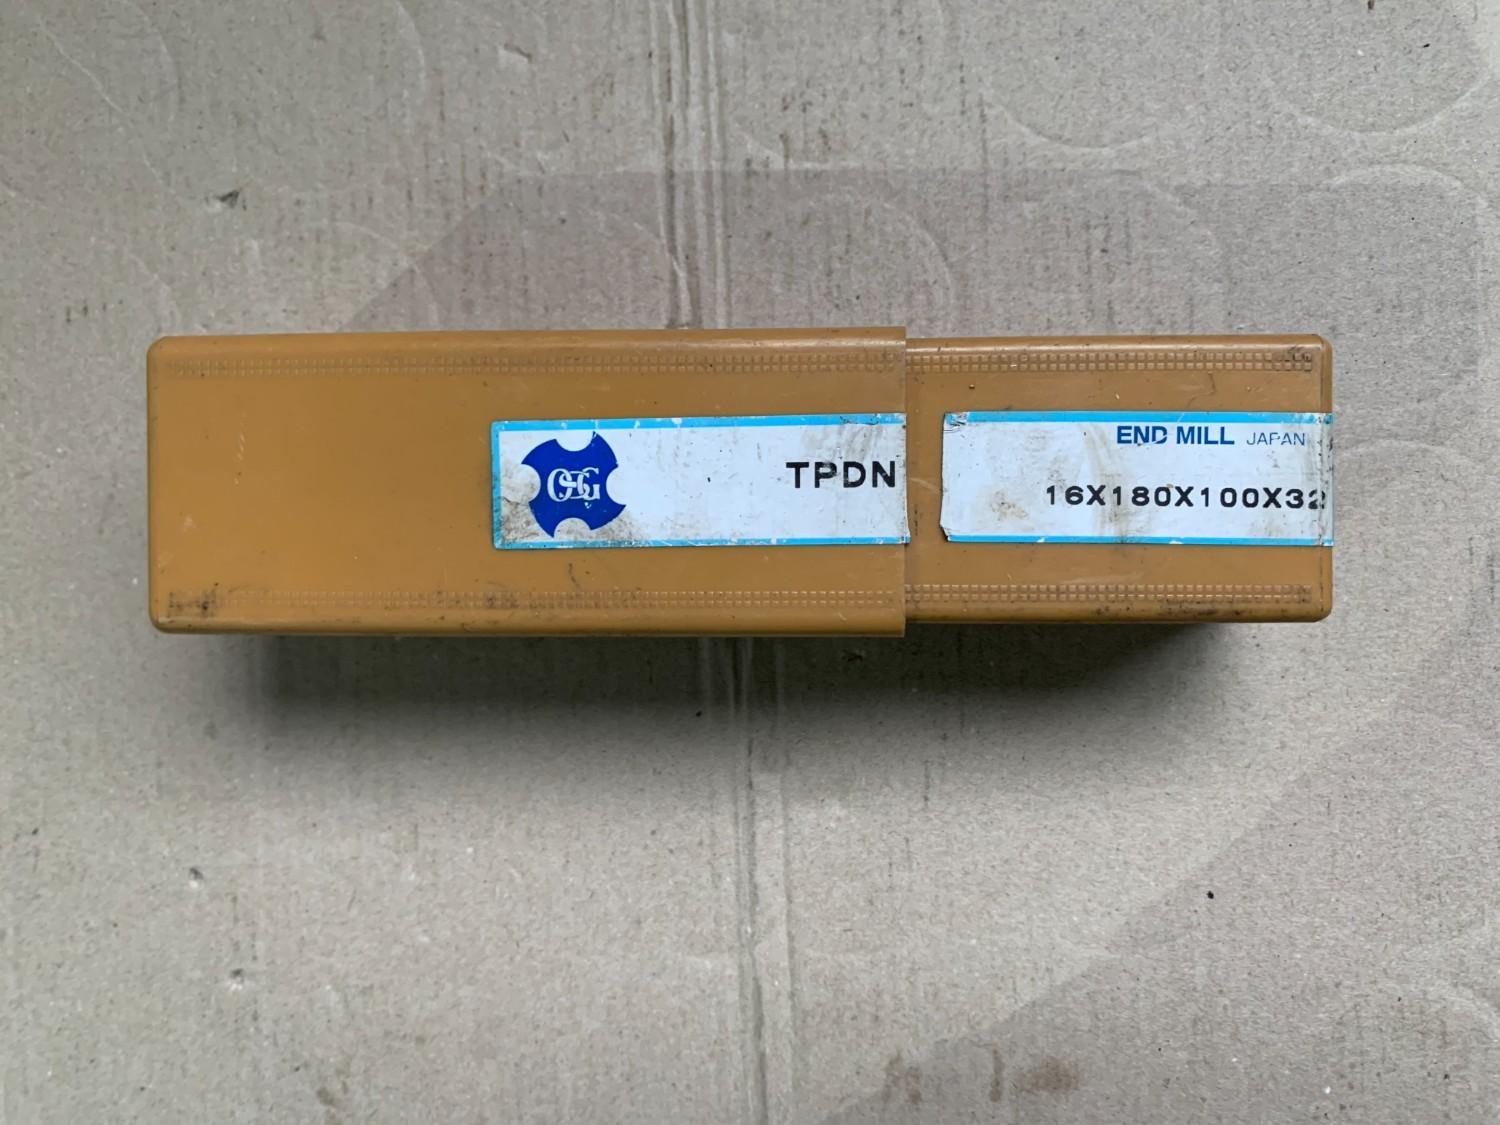 OSG
TPDN
END MILL JAPAN
16X180X100X32